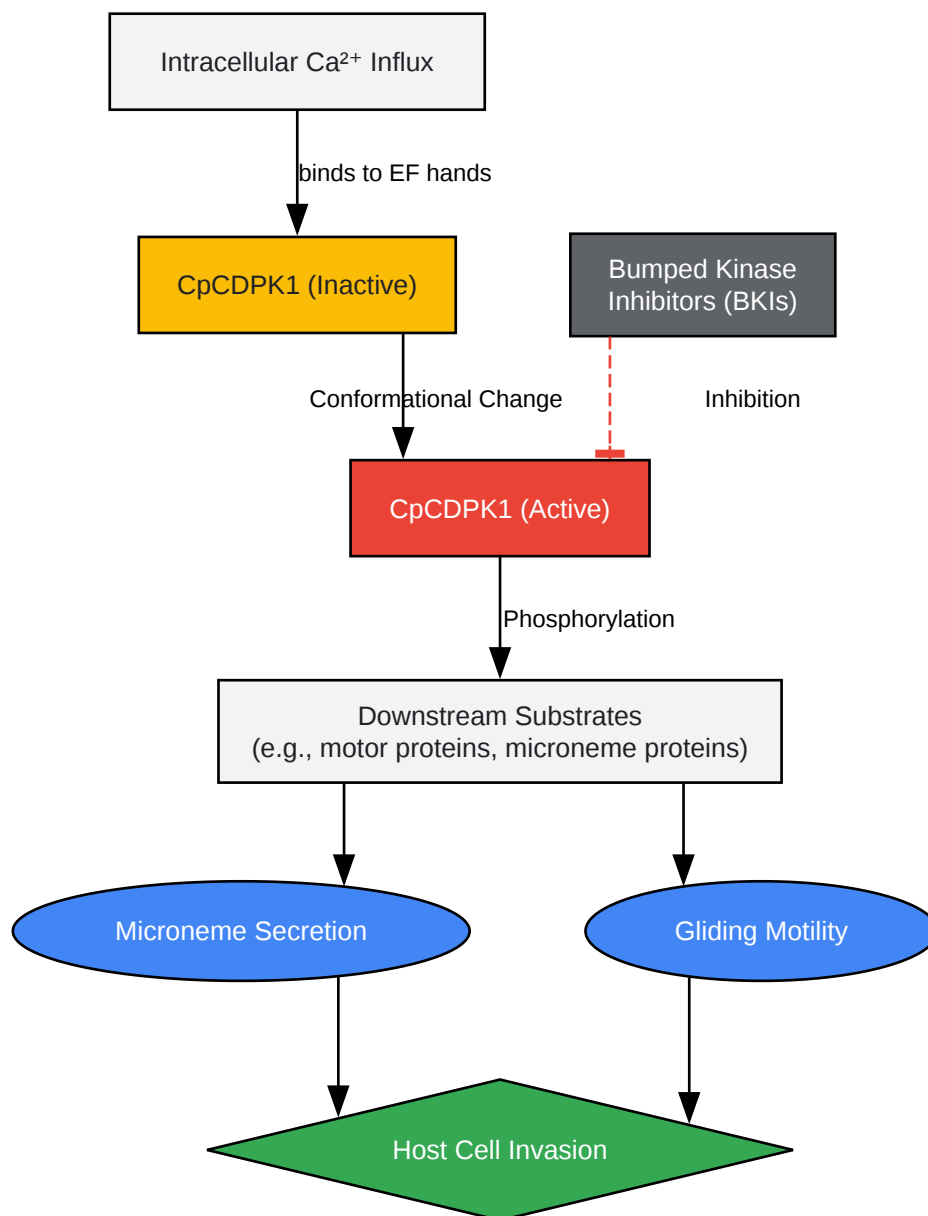 Intracellular Ca²⁺ Influx
binds to EF hands
CpCDPK1 (Inactive)
Bumped Kinase
Inhibitors (BKIs)
Conformational Change
Inhibition
CpCDPK1 (Active)
Phosphorylation
Downstream Substrates
(e.g., motor proteins, microneme proteins)
Microneme Secretion
Gliding Motility
Host Cell Invasion